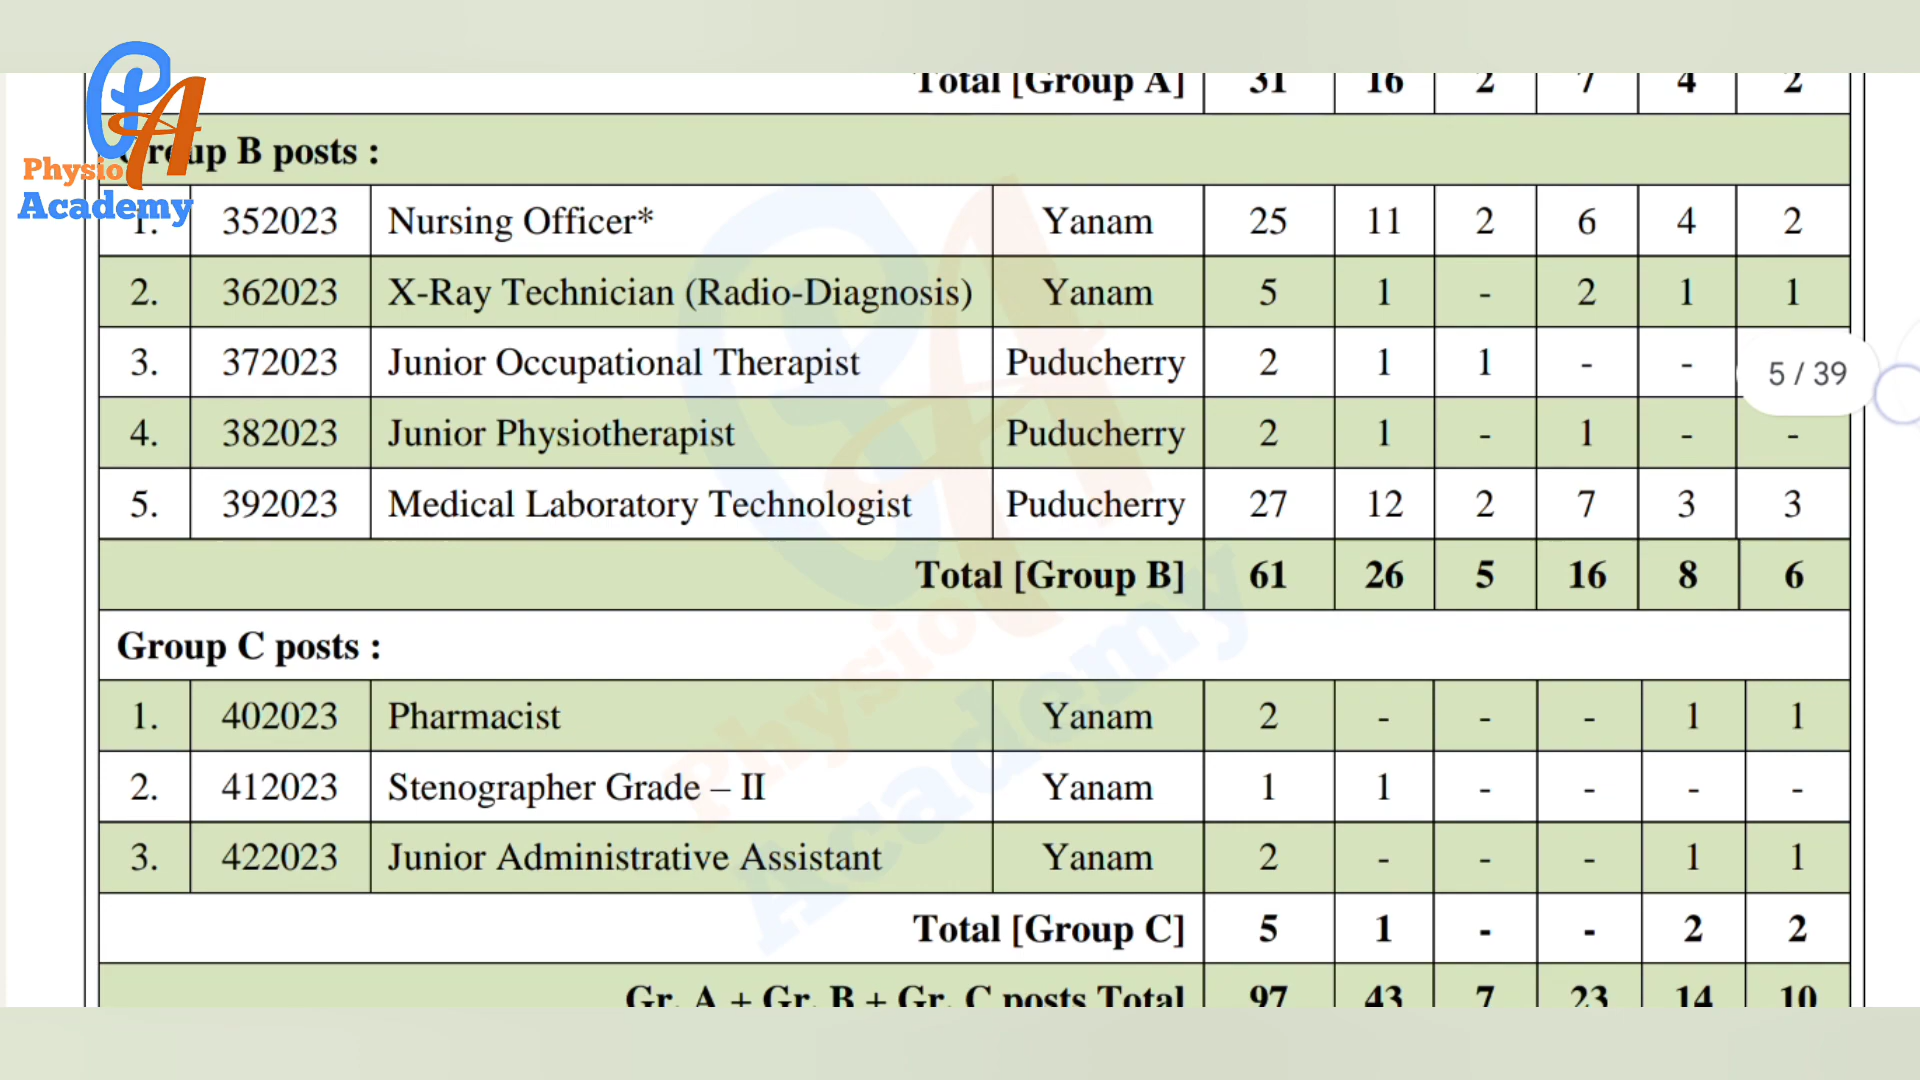 Total [Group A] 31 16 2 7 4 2
Group B posts :
Physio
Academy
1. 352023 Nursing Officer* Yanam 25 11 2 6 4 2
2. 362023 X-Ray Technician (Radio-Diagnosis) Yanam 5 1 - 2 1 1
3. 372023 Junior Occupational Therapist Puducherry 2 1 1 - -
5 / 39
4. 382023 Junior Physiotherapist Puducherry 2 1 - 1 - -
5. 392023 Medical Laboratory Technologist Puducherry 27 12 2 7 3 3
Total [Group B] 61 26 5 16 8 6
Group C posts :
1. 402023 Pharmacist Yanam 2 - - - 1 1
2. 412023 Stenographer Grade – II Yanam 1 1 - - - -
3. 422023 Junior Administrative Assistant Yanam 2 - - - 1 1
Total [Group C] 5 1 - - 2 2
Gr. A + Gr. B + Gr. C posts Total 97 43 7 23 14 10
Physio
Academy